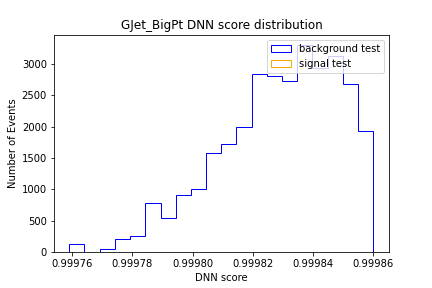 GJet_BigPt DNN score distribution
background test
signal test
Number of Events
3000
2500
2000
1500
1000
500
0
0.99976 0.99978 0.99980 0.99982 0.99984 0.99986
DNN score